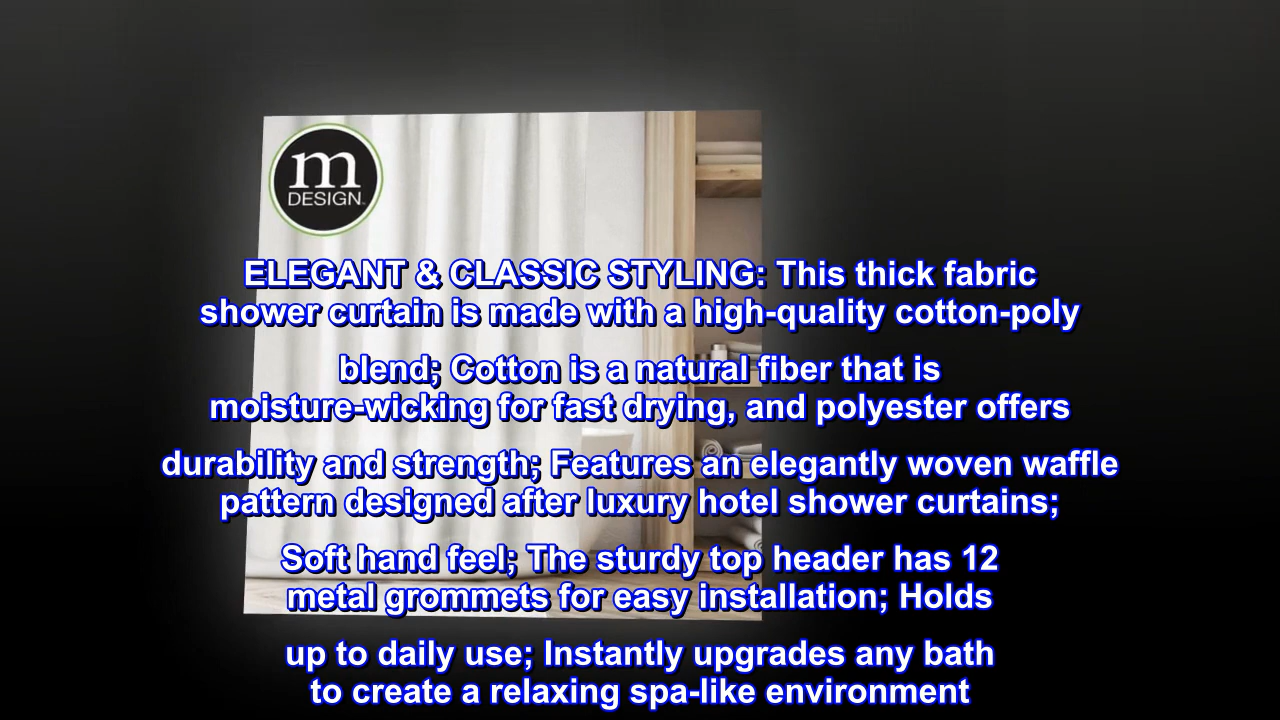 m
DESIGN
ELEGANT & CLASSIC STYLING: This thick fabric
shower curtain is made with a high-quality cotton-poly
blend; Cotton is a natural fiber that is
moisture-wicking for fast drying, and polyester offers
durability and strength; Features an elegantly woven waffle
pattern designed after luxury hotel shower curtains;
Soft hand feel; The sturdy top header has 12
metal grommets for easy installation; Holds
up to daily use; Instantly upgrades any bath
to create a relaxing spa-like environment